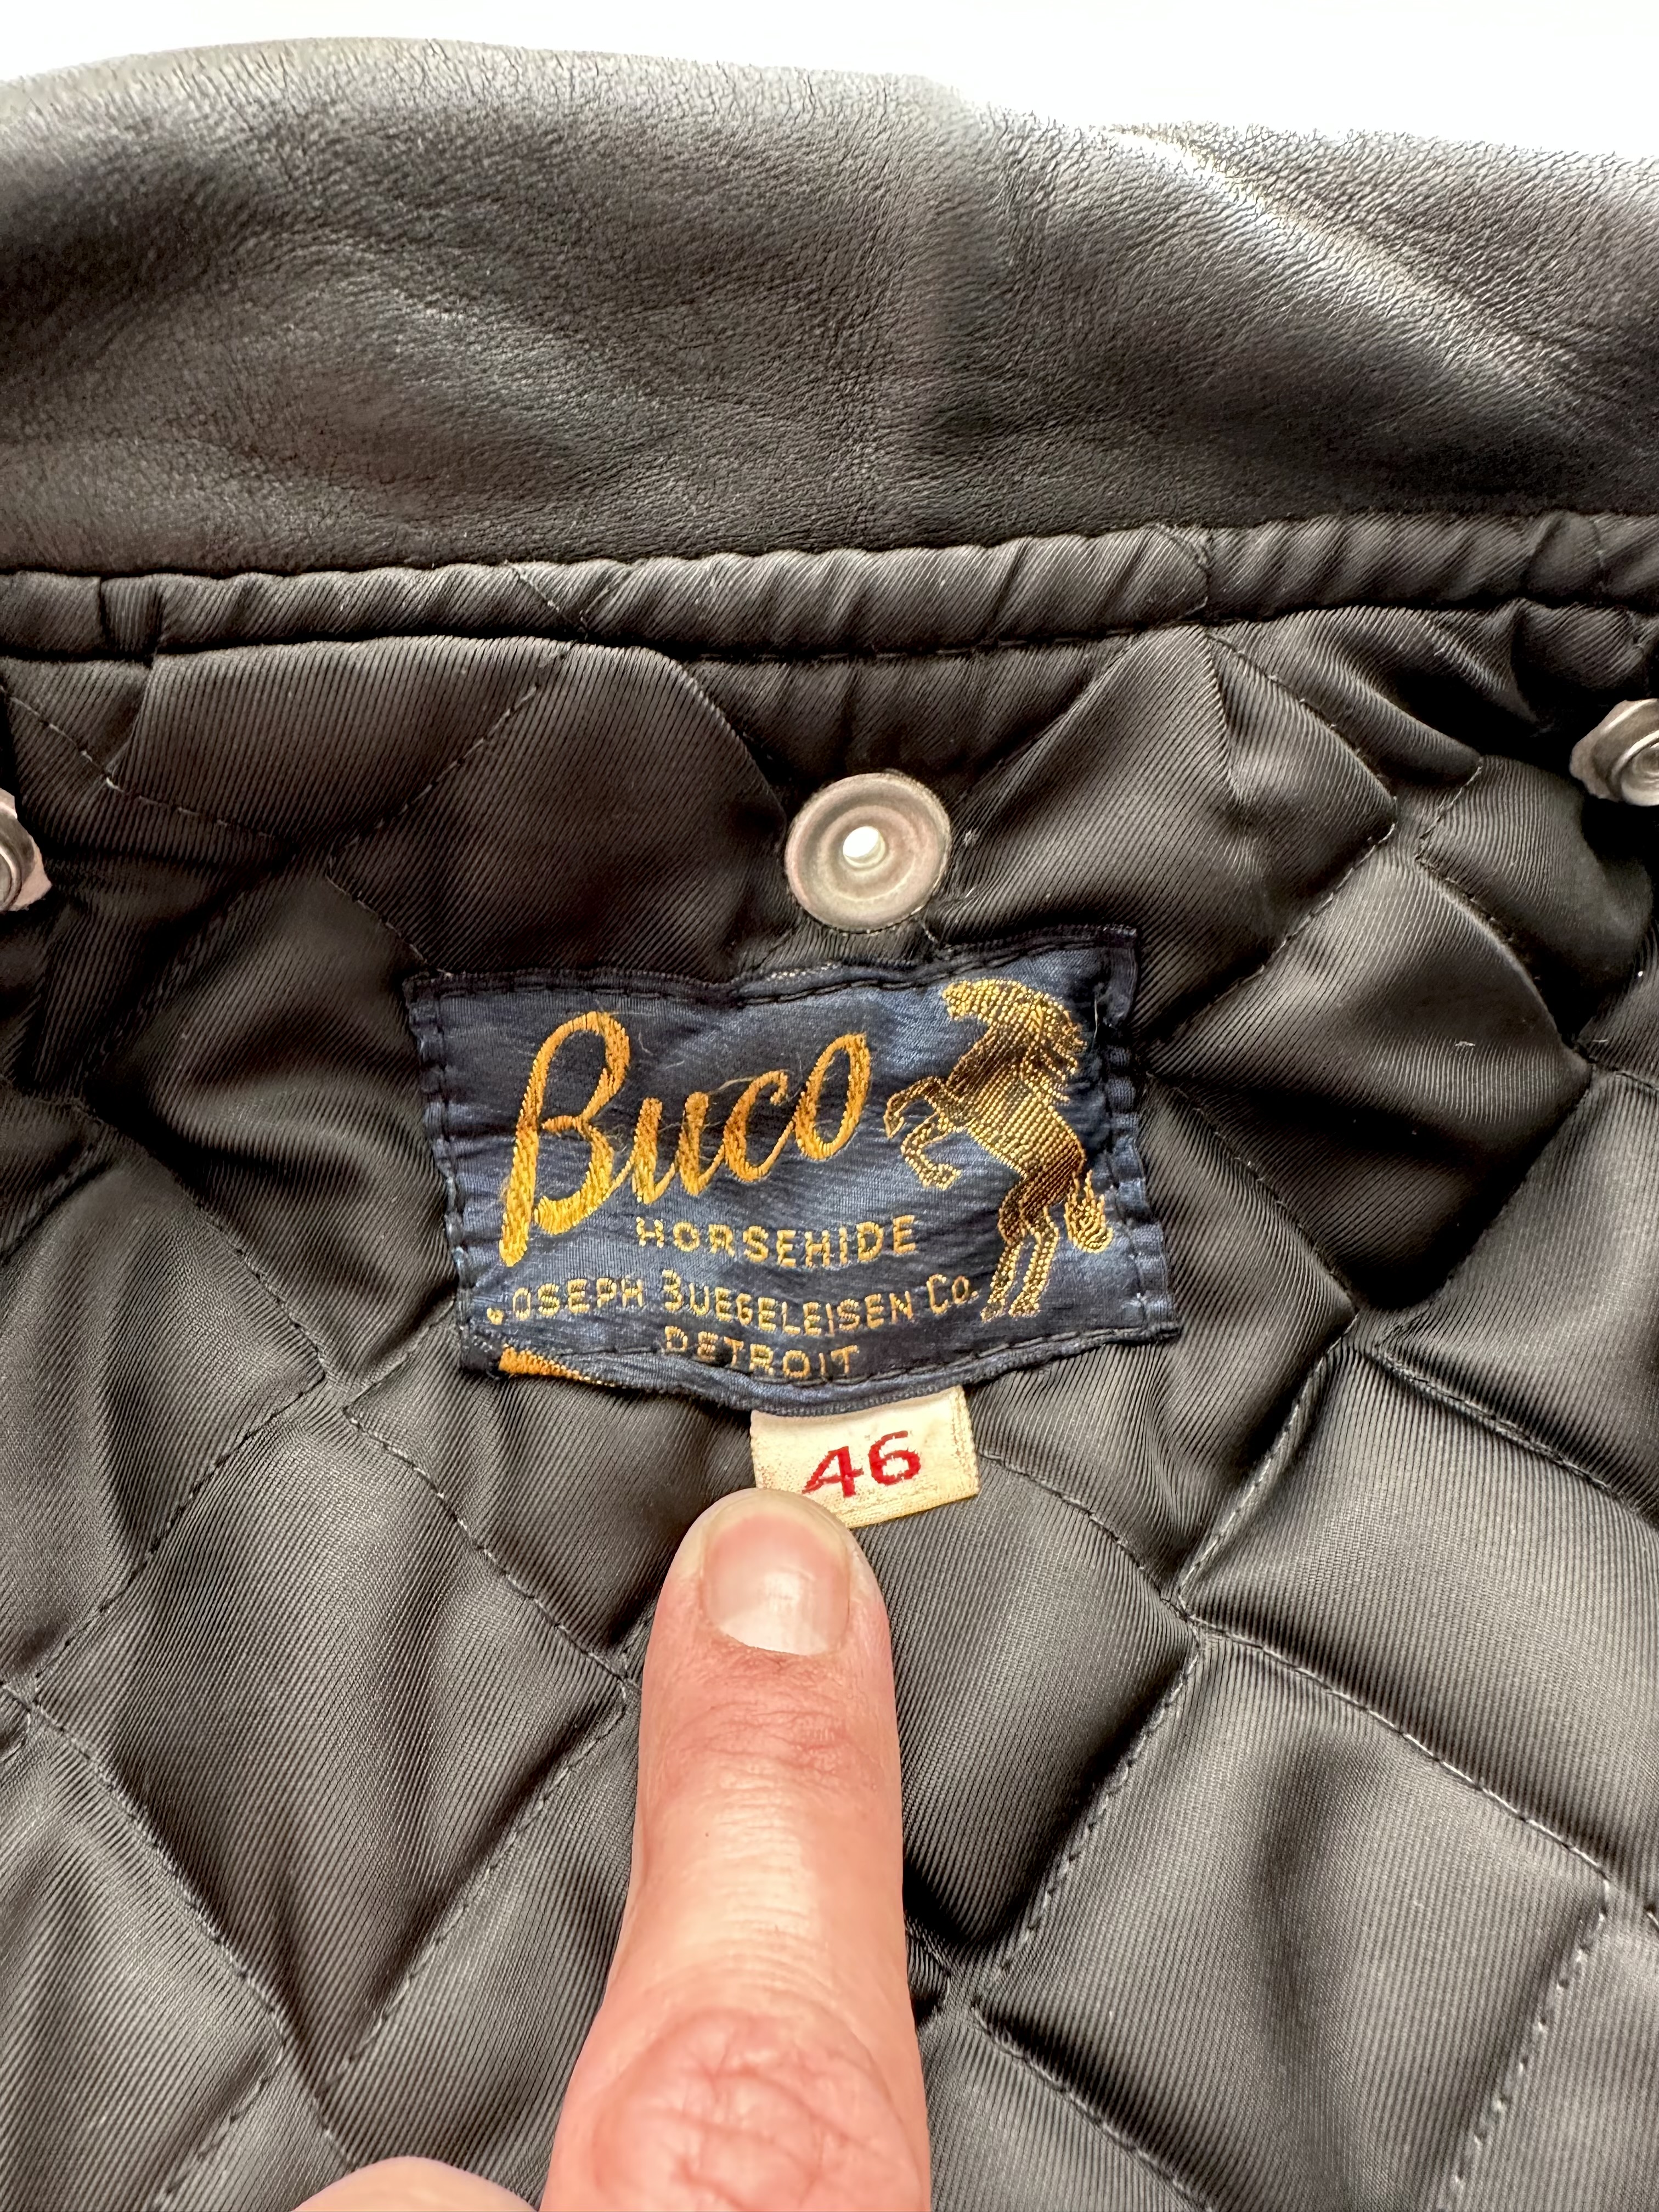 Buco
HORSEHIDE
JOSEPH BUEGELEISEN CO.
DETROIT
46